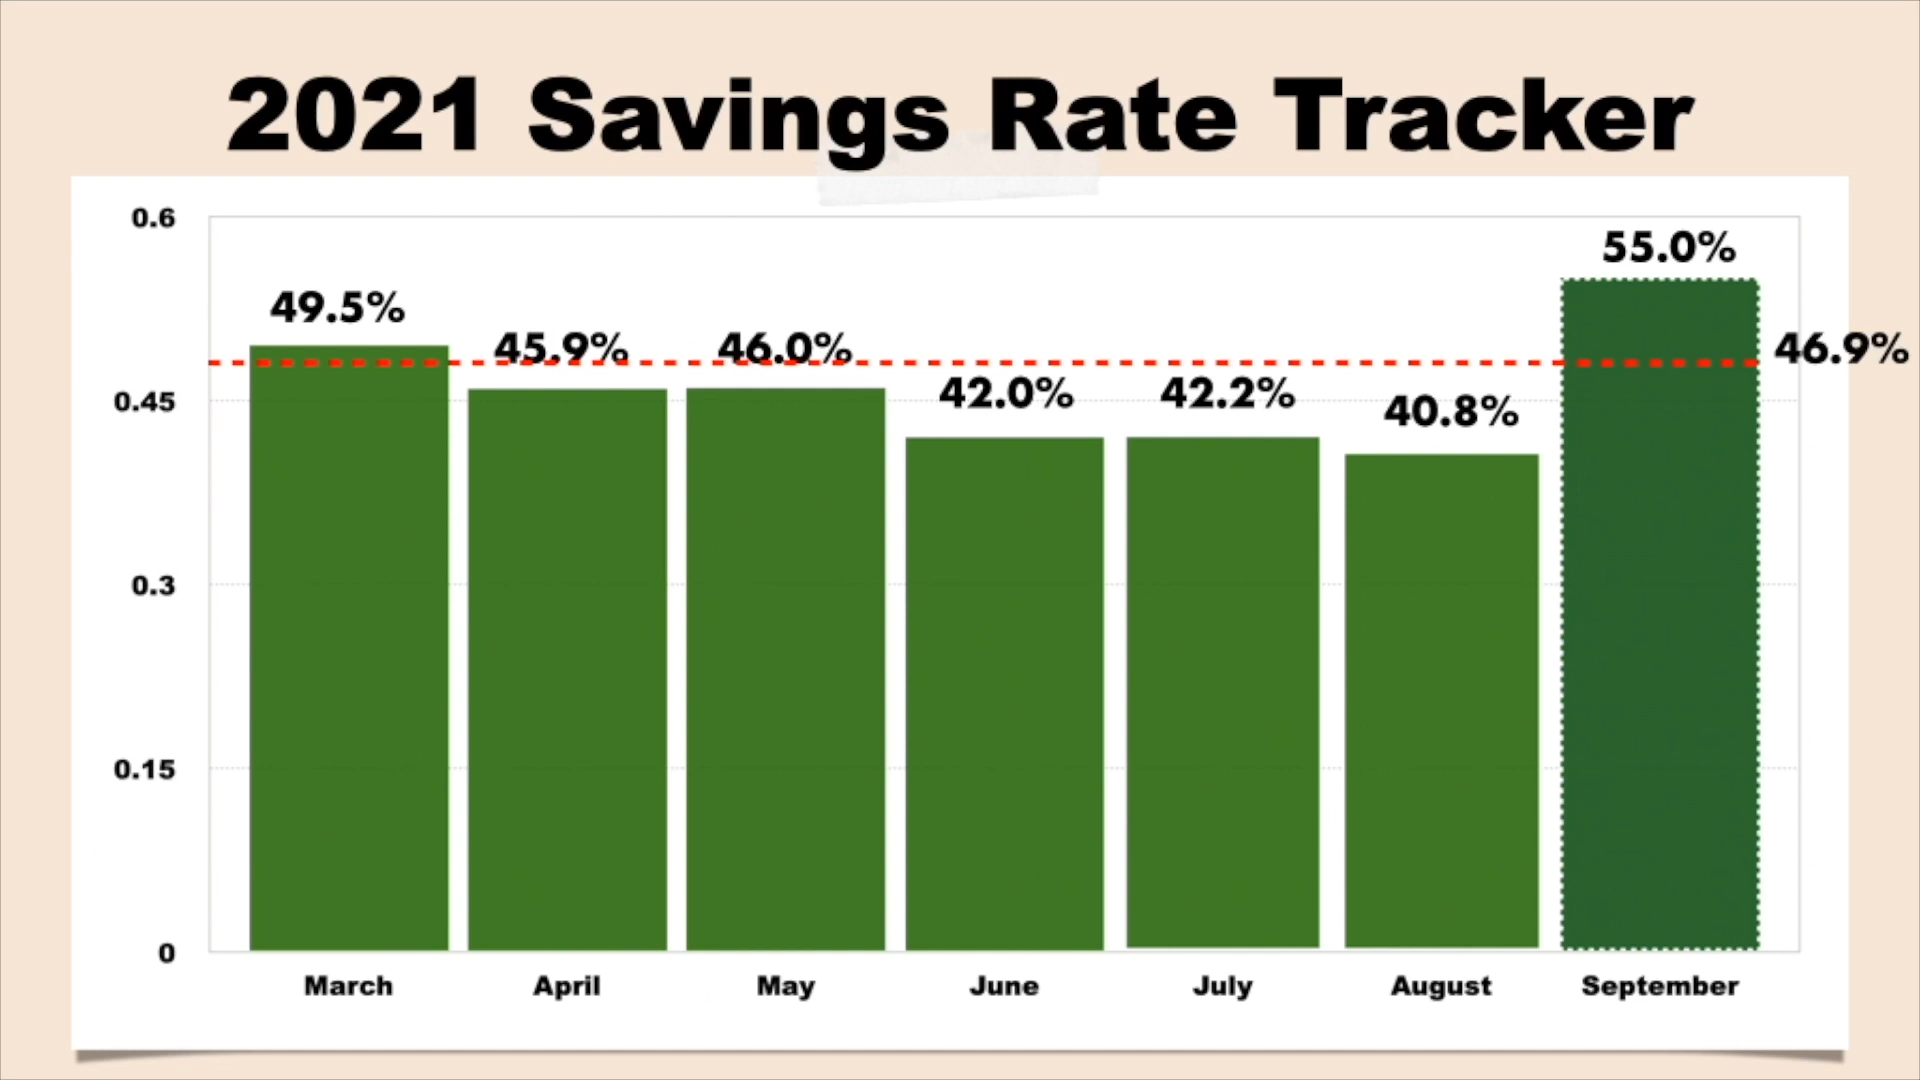 2021 Savings Rate Tracker
0.6
0.45
0.3
0.15
0
49.5%
45.9%
46.0%
42.0%
42.2%
40.8%
55.0%
46.9%
March
April
May
June
July
August
September